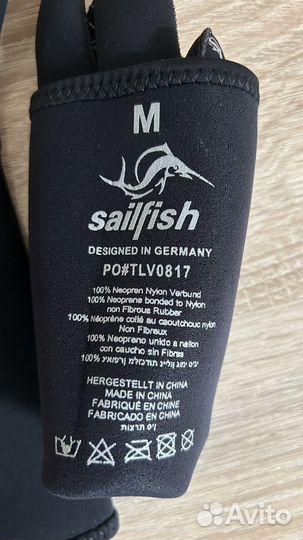 M
sailfish
DESIGNED IN GERMANY
PO#TLV0817
100% Neopren Nylon Verbund
100% Neoprene bonded to Nylon
non Fibrous Rubber
100% Néoprène collé au caoutchouc nylon
Non Fibreux
100% Neopreno unido a nation
con caucho sin Fibras
HERGESTELLT IN CHINA
MADE IN CHINA
FABRIQUÉ EN CHINE
FABRICADO EN CHINA
Avito